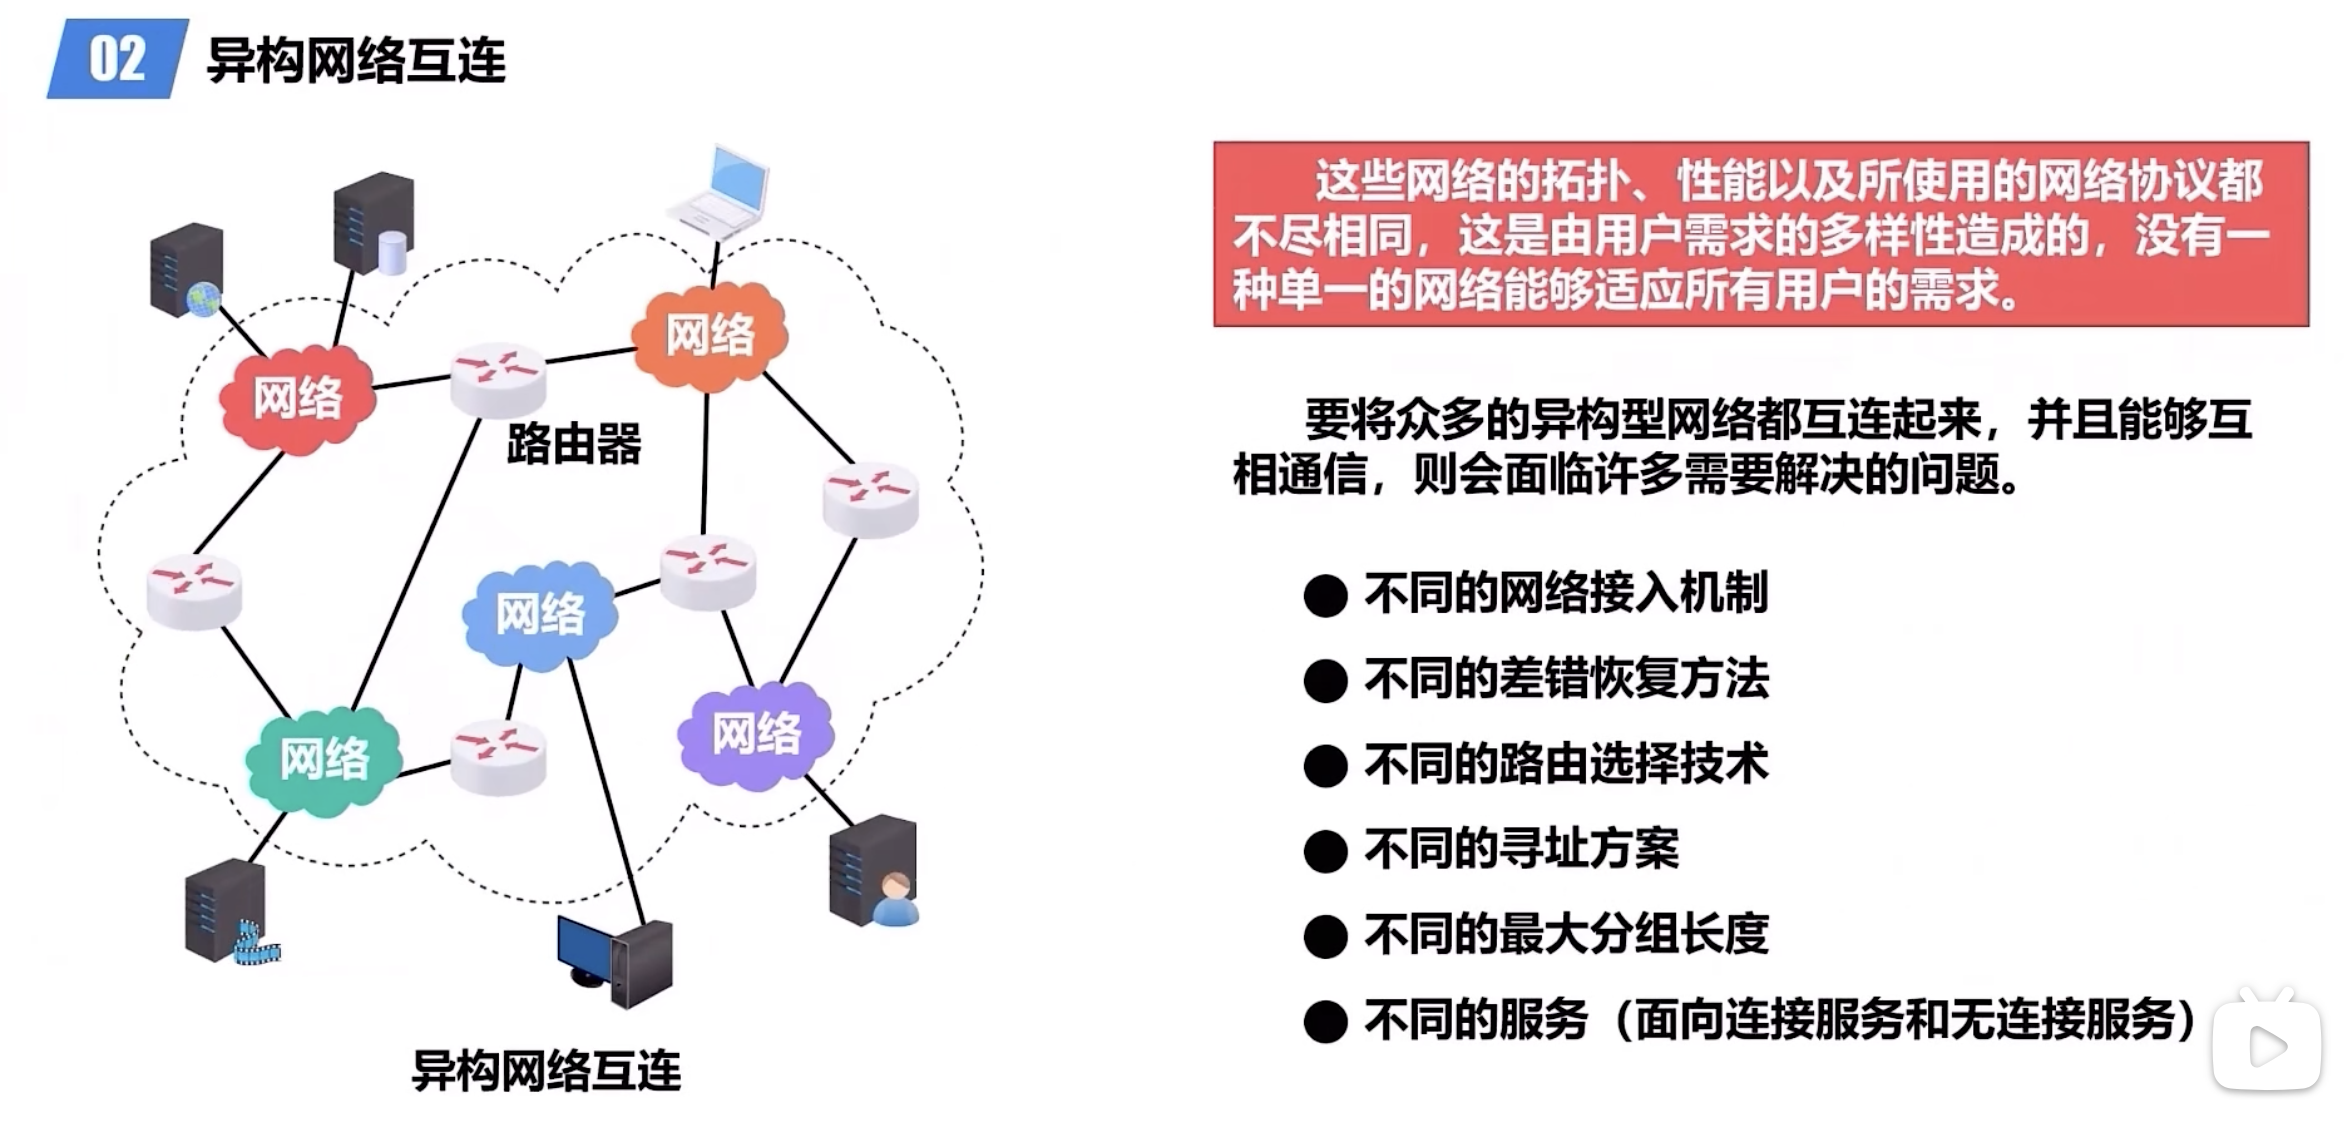 02 异构网络互连
这些网络的拓扑、性能以及所使用的网络协议都
不尽相同，这是由用户需求的多样性造成的，没有一
种单一的网络能够适应所有用户的需求。
网络
网络
路由器
网络
网络
网络
异构网络互连
要将众多的异构型网络都互连起来，并且能够互
相通信，则会面临许多需要解决的问题。
● 不同的网络接入机制
● 不同的差错恢复方法
● 不同的路由选择技术
● 不同的寻址方案
● 不同的最大分组长度
● 不同的服务（面向连接服务和无连接服务）